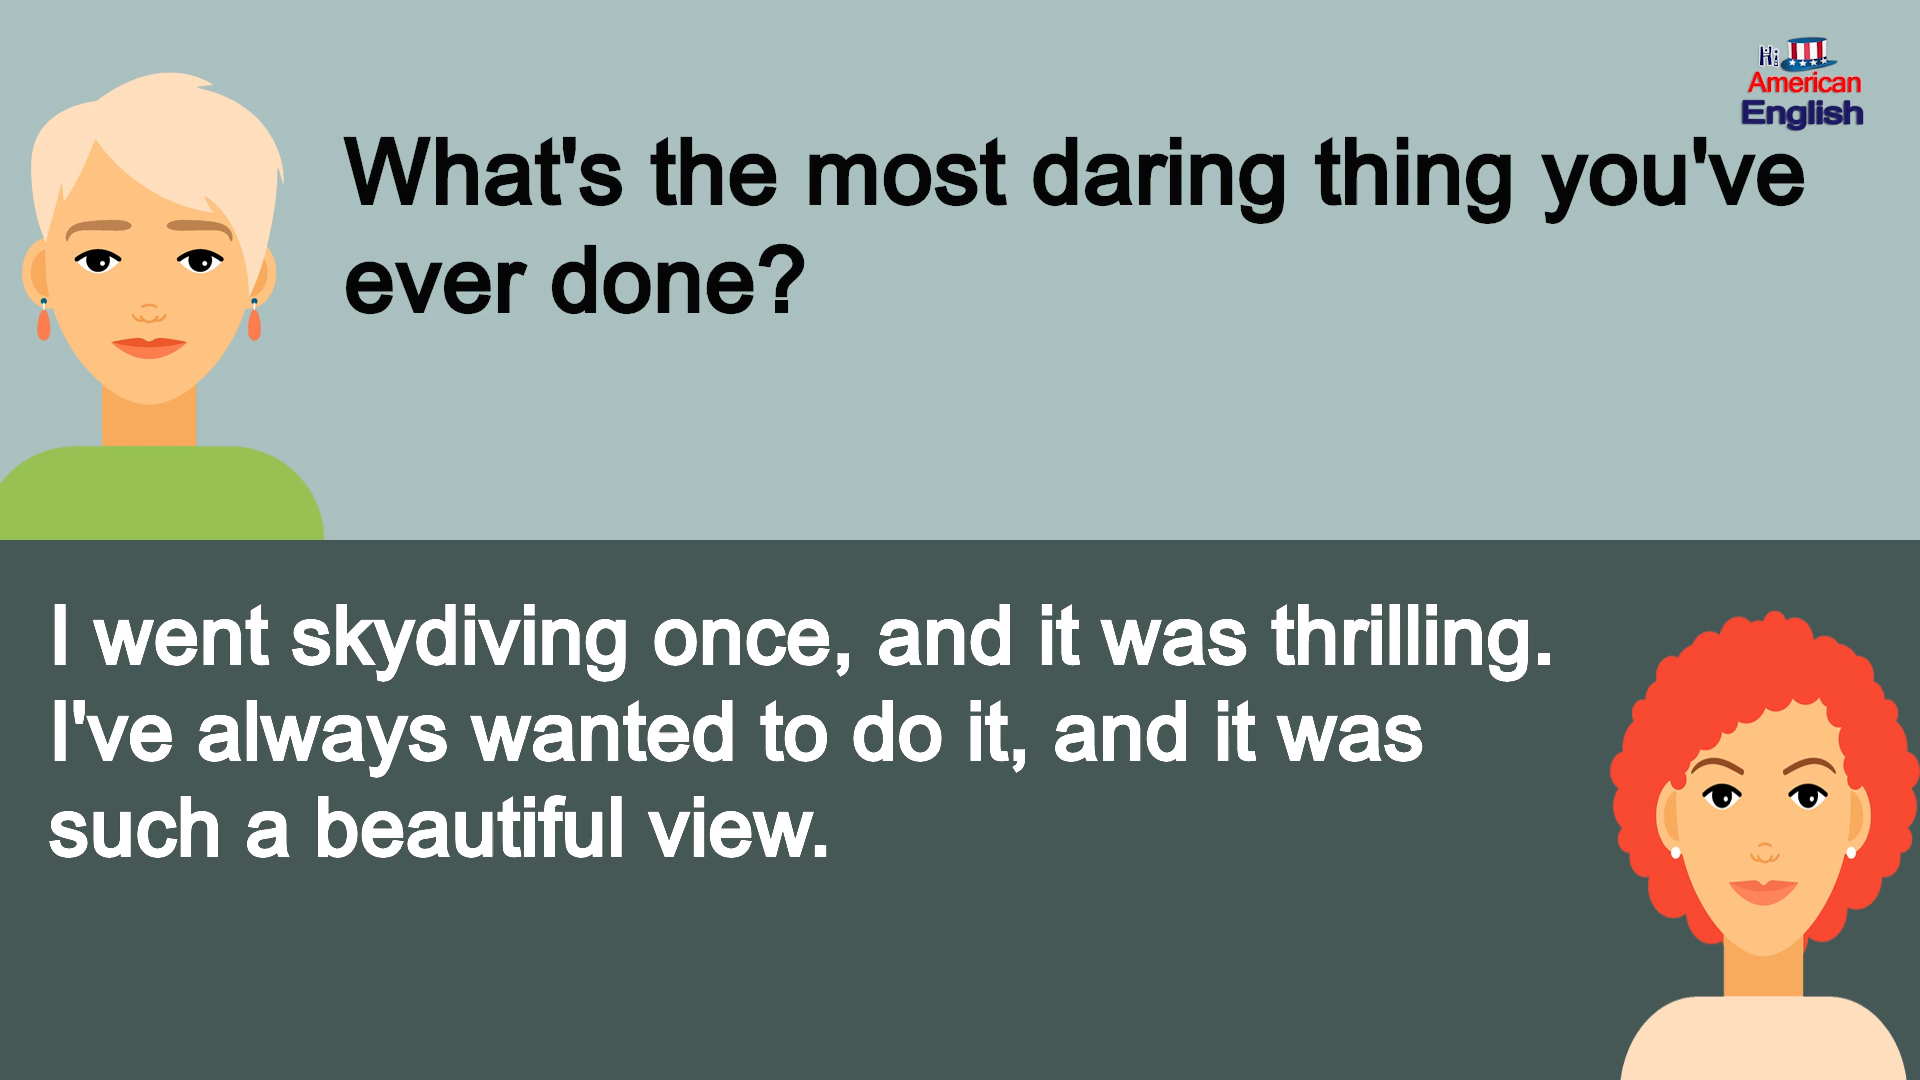 Hi
American
English
What's the most daring thing you've
ever done?
I went skydiving once, and it was thrilling.
I've always wanted to do it, and it was
such a beautiful view.